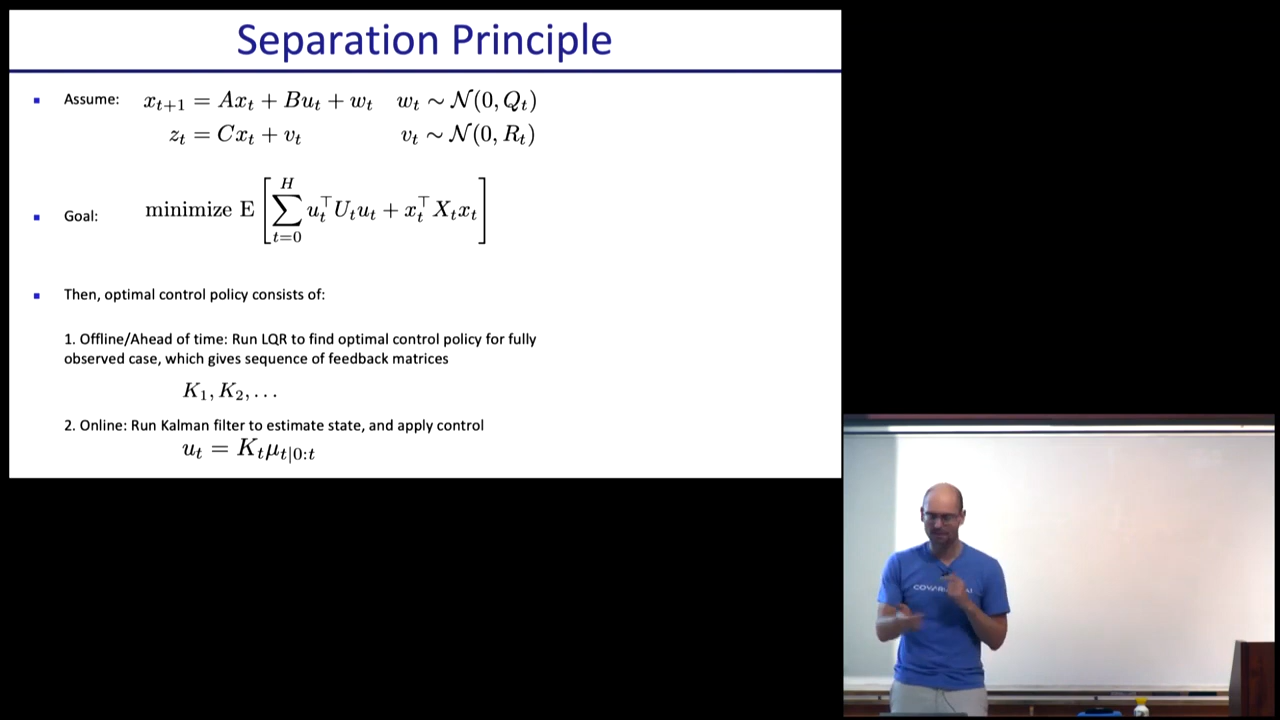 Separation Principle
Assume: x_{t+1} = Ax_t + Bu_t + w_t    w_t ∼ N(0, Q_t)
z_t = Cx_t + v_t    v_t ∼ N(0, R_t)
Goal: minimize E [ ∑_{t=0}^{H} u_t^⊤ U_t u_t + x_t^⊤ X_t x_t ]
Then, optimal control policy consists of:
1. Offline/Ahead of time: Run LQR to find optimal control policy for fully
observed case, which gives sequence of feedback matrices
K_1, K_2, . . .
2. Online: Run Kalman filter to estimate state, and apply control
u_t = K_t μ_{t|0:t}